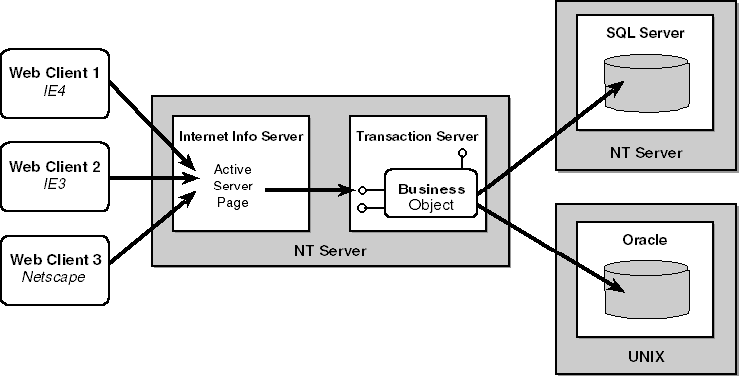 Web Client 1
IE4
Web Client 2
IE3
Web Client 3
Netscape
Internet Info Server
Active
Server
Page
Transaction Server
Business
Object
NT Server
SQL Server
NT Server
Oracle
UNIX